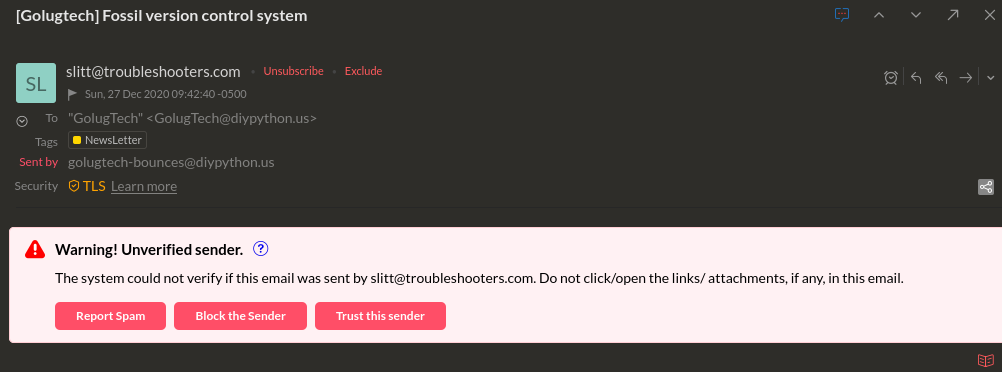 [Golugtech] Fossil version control system
SL
slitt@troubleshooters.com • Unsubscribe • Exclude
Sun, 27 Dec 2020 09:42:40 -0500
To "GolugTech" <GolugTech@diypython.us>
Tags NewsLetter
Sent by golugtech-bounces@diypython.us
Security TLS Learn more
Warning! Unverified sender. ?
The system could not verify if this email was sent by slitt@troubleshooters.com. Do not click/open the links/ attachments, if any, in this email.
Report Spam Block the Sender Trust this sender